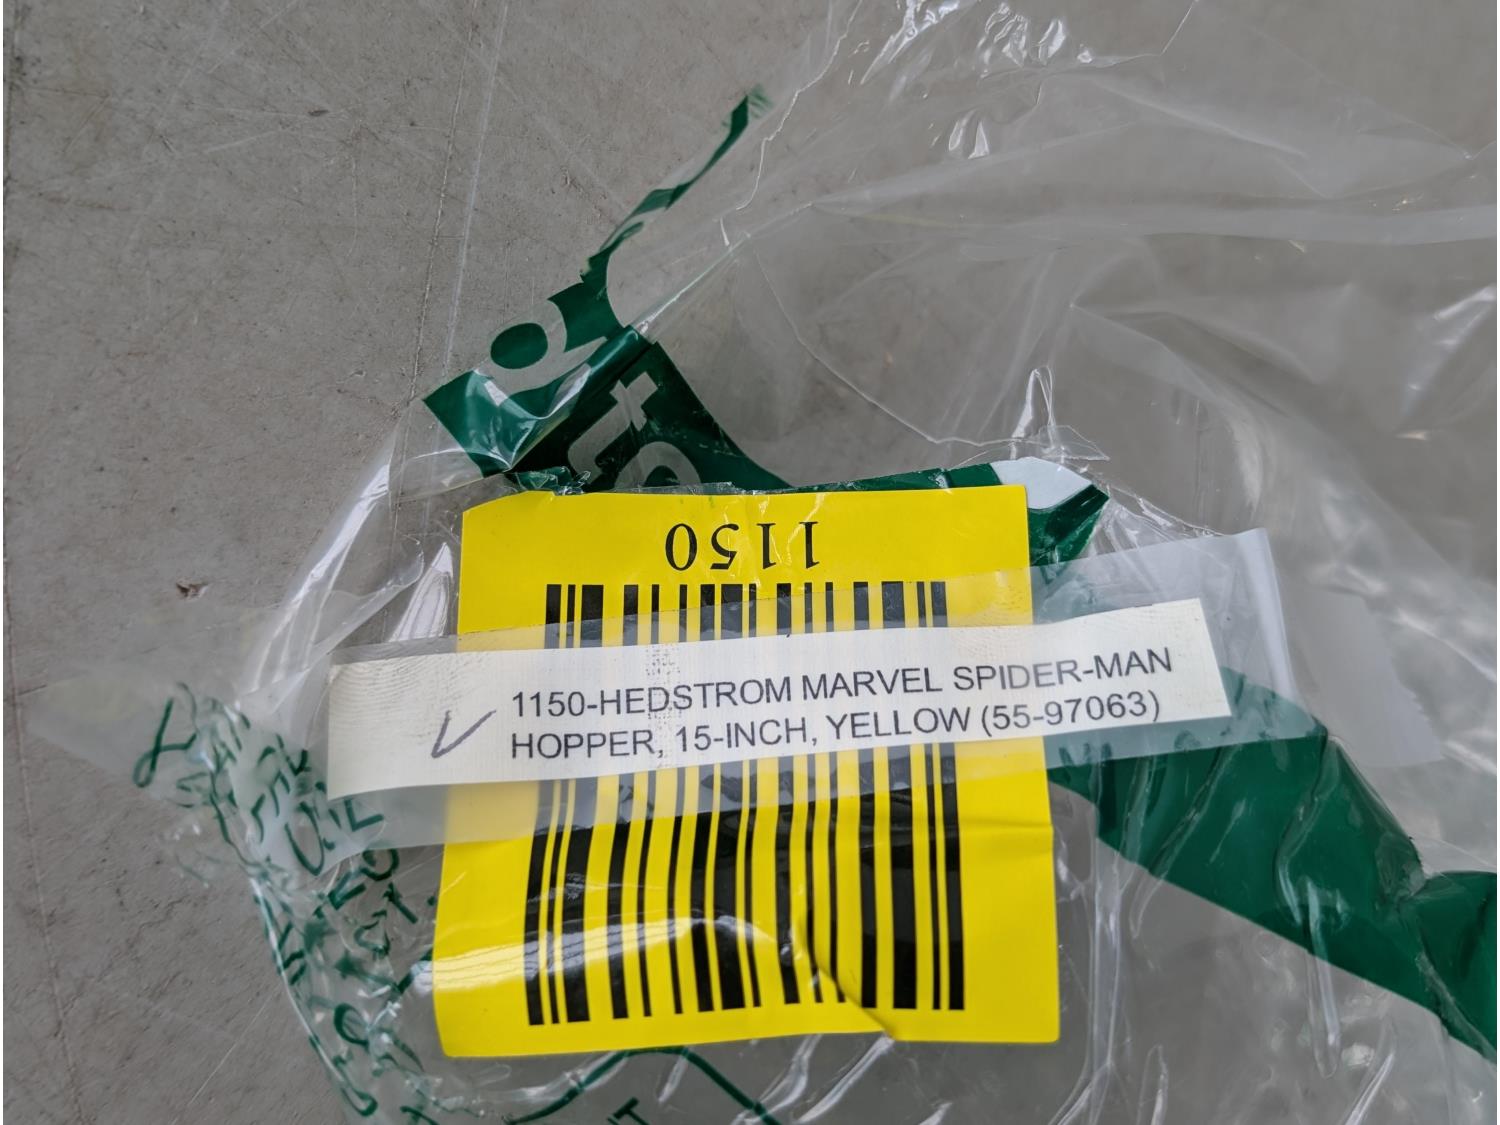 1150
1150-HEDSTROM MARVEL SPIDER-MAN
HOPPER, 15-INCH, YELLOW (55-97063)